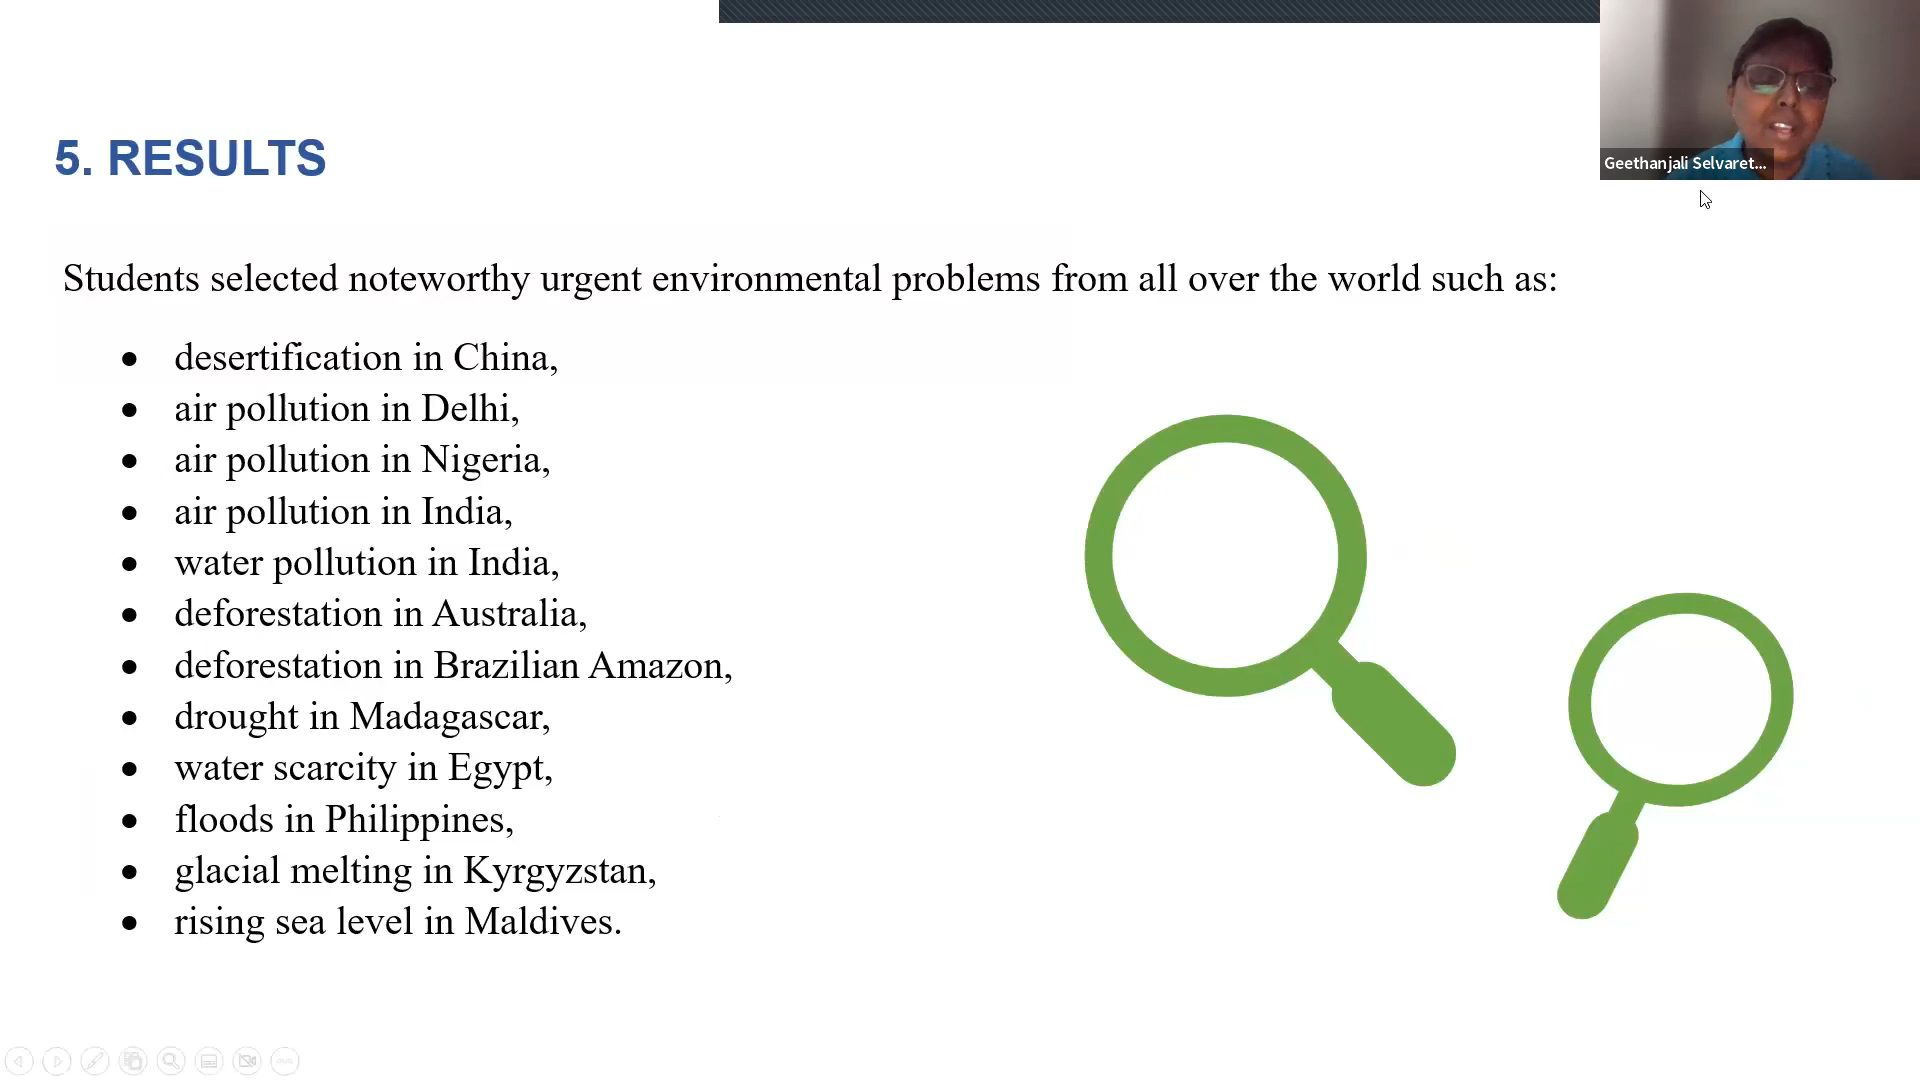 Geethanjali Selvaret...
5. RESULTS
Students selected noteworthy urgent environmental problems from all over the world such as:
• desertification in China,
• air pollution in Delhi,
• air pollution in Nigeria,
• air pollution in India,
• water pollution in India,
• deforestation in Australia,
• deforestation in Brazilian Amazon,
• drought in Madagascar,
• water scarcity in Egypt,
• floods in Philippines,
• glacial melting in Kyrgyzstan,
• rising sea level in Maldives.